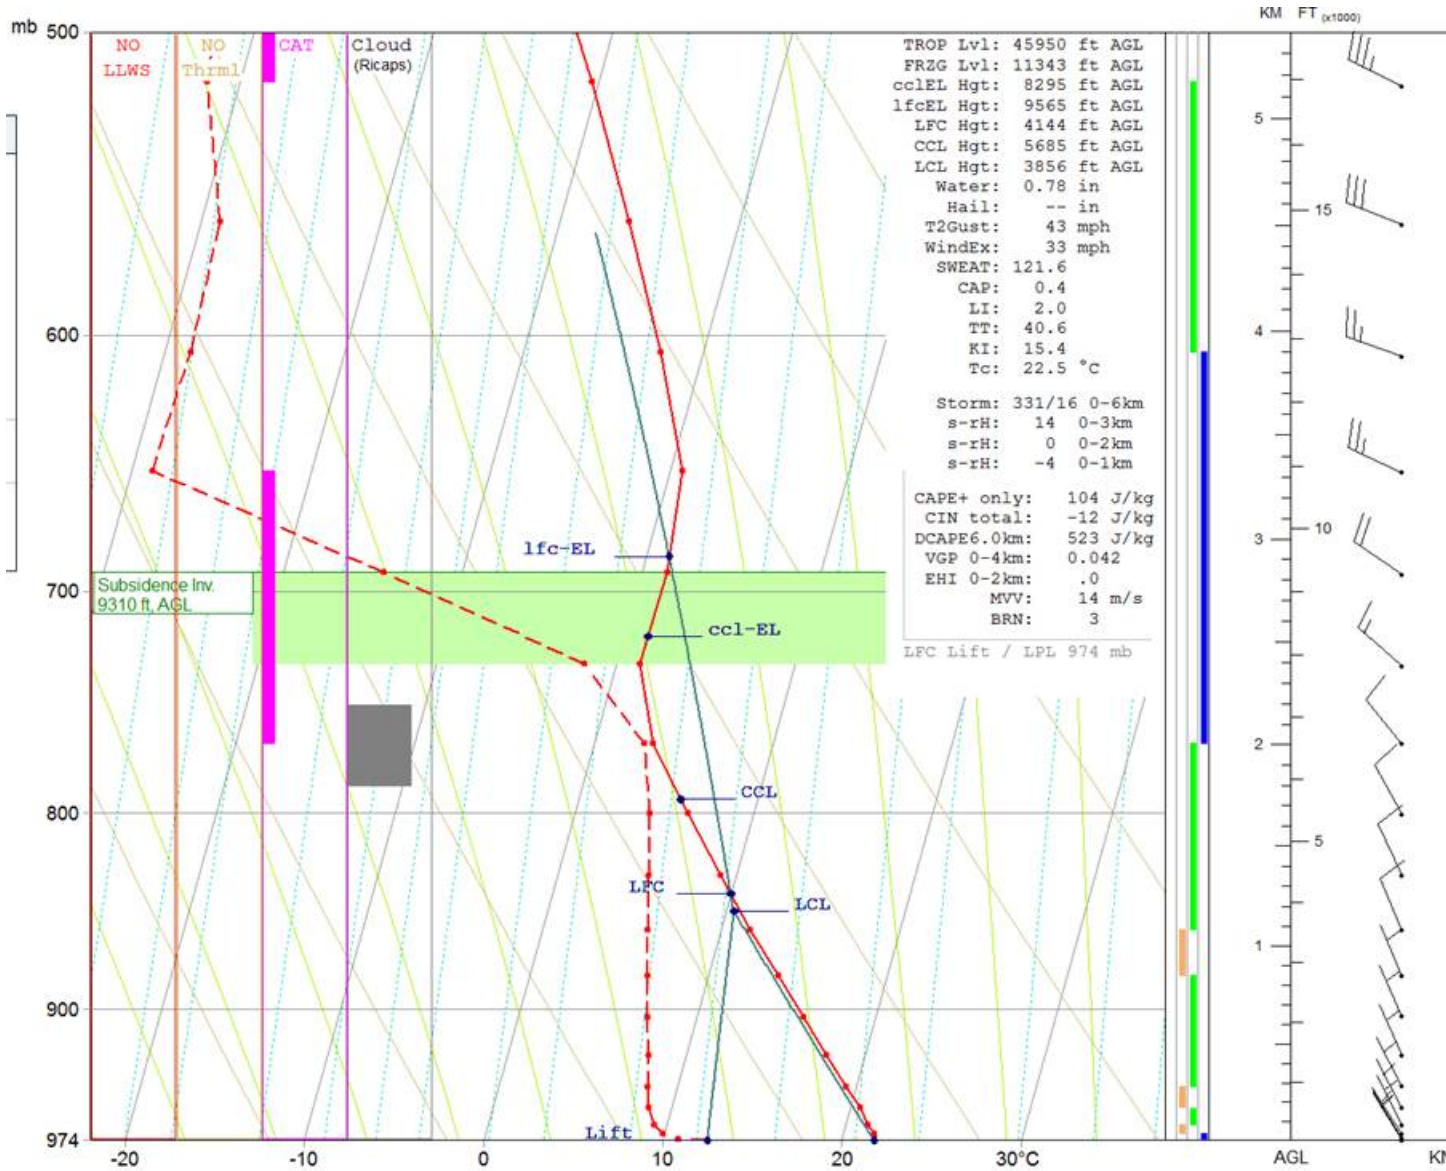 KM FT (x1000)
mb 500
NO LLWS
NO Thrml
CAT
Cloud (Ricaps)
TROP Lvl: 45950 ft AGL
FRZG Lvl: 11343 ft AGL
cclEL Hgt: 8295 ft AGL
lfcEL Hgt: 9565 ft AGL
LFC Hgt: 4144 ft AGL
CCL Hgt: 5685 ft AGL
LCL Hgt: 3856 ft AGL
Water: 0.78 in
Hail: -- in
T2Gust: 43 mph
WindEx: 33 mph
SWEAT: 121.6
CAP: 0.4
LI: 2.0
TT: 40.6
KI: 15.4
Tc: 22.5 °C
Storm: 331/16 0-6km
s-rH: 14 0-3km
s-rH: 0 0-2km
s-rH: -4 0-1km
CAPE+ only: 104 J/kg
CIN total: -12 J/kg
DCAPE6.0km: 523 J/kg
VGP 0-4km: 0.042
EHI 0-2km: .0
MVV: 14 m/s
BRN: 3
LFC Lift / LPL 974 mb
5
15
600
4
lfc-EL
3
10
700
Subsidence Inv.
9310 ft, AGL
ccl-EL
2
CCL
800
5
LFC
LCL
1
900
974
Lift
-20 -10 0 10 20 30°C
AGL
KN